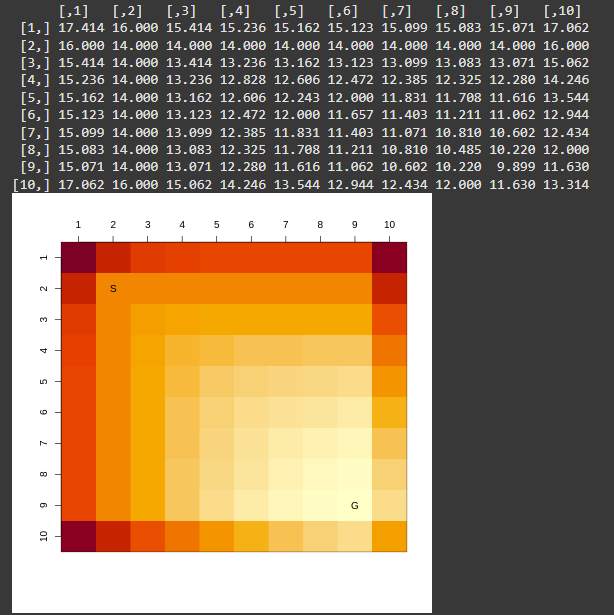 [,1] [,2] [,3] [,4] [,5] [,6] [,7] [,8] [,9] [,10]
[1,] 17.414 16.000 15.414 15.236 15.162 15.123 15.099 15.083 15.071 17.062
[2,] 16.000 14.000 14.000 14.000 14.000 14.000 14.000 14.000 14.000 16.000
[3,] 15.414 14.000 13.414 13.236 13.162 13.123 13.099 13.083 13.071 15.062
[4,] 15.236 14.000 13.236 12.828 12.606 12.472 12.385 12.325 12.280 14.246
[5,] 15.162 14.000 13.162 12.606 12.243 12.000 11.831 11.708 11.616 13.544
[6,] 15.123 14.000 13.123 12.472 12.000 11.657 11.403 11.211 11.062 12.944
[7,] 15.099 14.000 13.099 12.385 11.831 11.403 11.071 10.810 10.602 12.434
[8,] 15.083 14.000 13.083 12.325 11.708 11.211 10.810 10.485 10.220 12.000
[9,] 15.071 14.000 13.071 12.280 11.616 11.062 10.602 10.220 9.899 11.630
[10,] 17.062 16.000 15.062 14.246 13.544 12.944 12.434 12.000 11.630 13.314
1 2 3 4 5 6 7 8 9 10
1
2 S
3
4
5
6
7
8
9 G
10